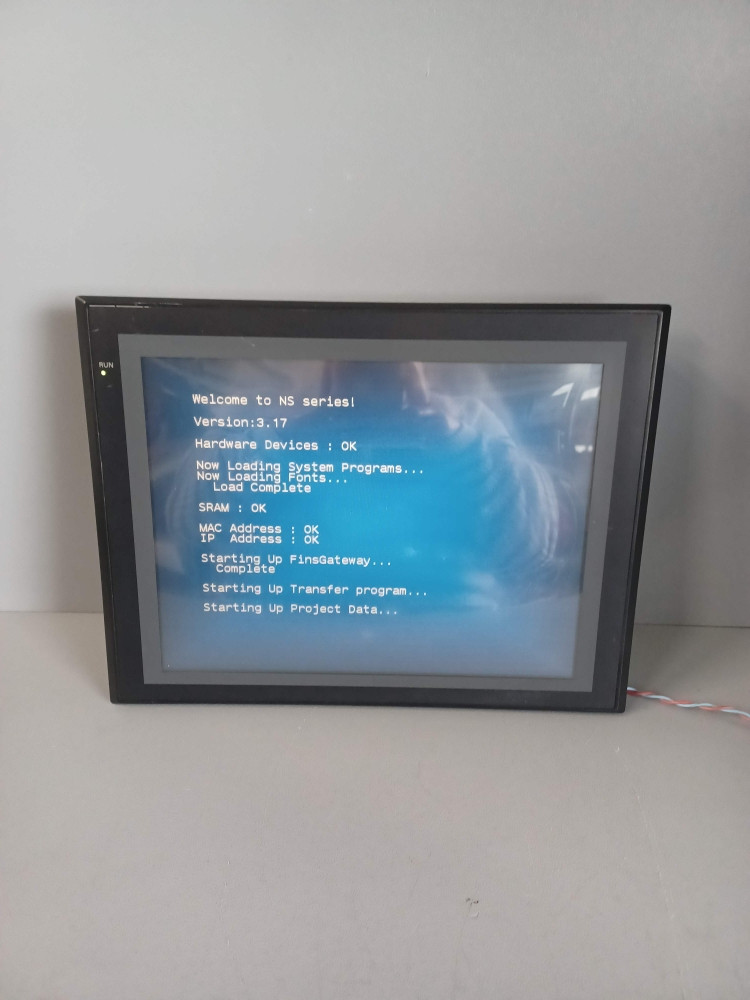 RUN
Welcome to NS series!
Version:3.17
Hardware Devices : OK
Now Loading System Programs...
Now Loading Fonts...
Load Complete
SRAM : OK
MAC Address : OK
IP  Address : OK
Starting Up FinsGateway...
Complete
Starting Up Transfer program...
Starting Up Project Data...